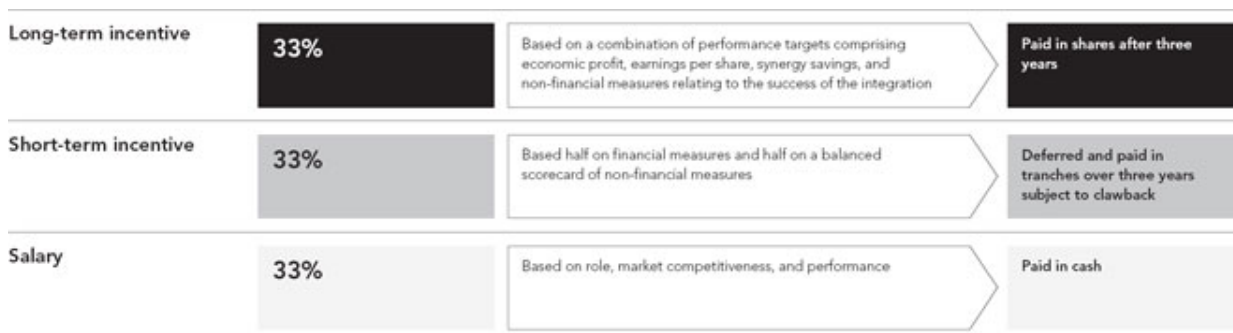 Long-term incentive
33%
Based on a combination of performance targets comprising
economic profit, earnings per share, synergy savings, and
non-financial measures relating to the success of the integration
Paid in shares after three
years
Short-term incentive
33%
Based half on financial measures and half on a balanced
scorecard of non-financial measures
Deferred and paid in
tranches over three years
subject to clawback
Salary
33%
Based on role, market competitiveness, and performance
Paid in cash